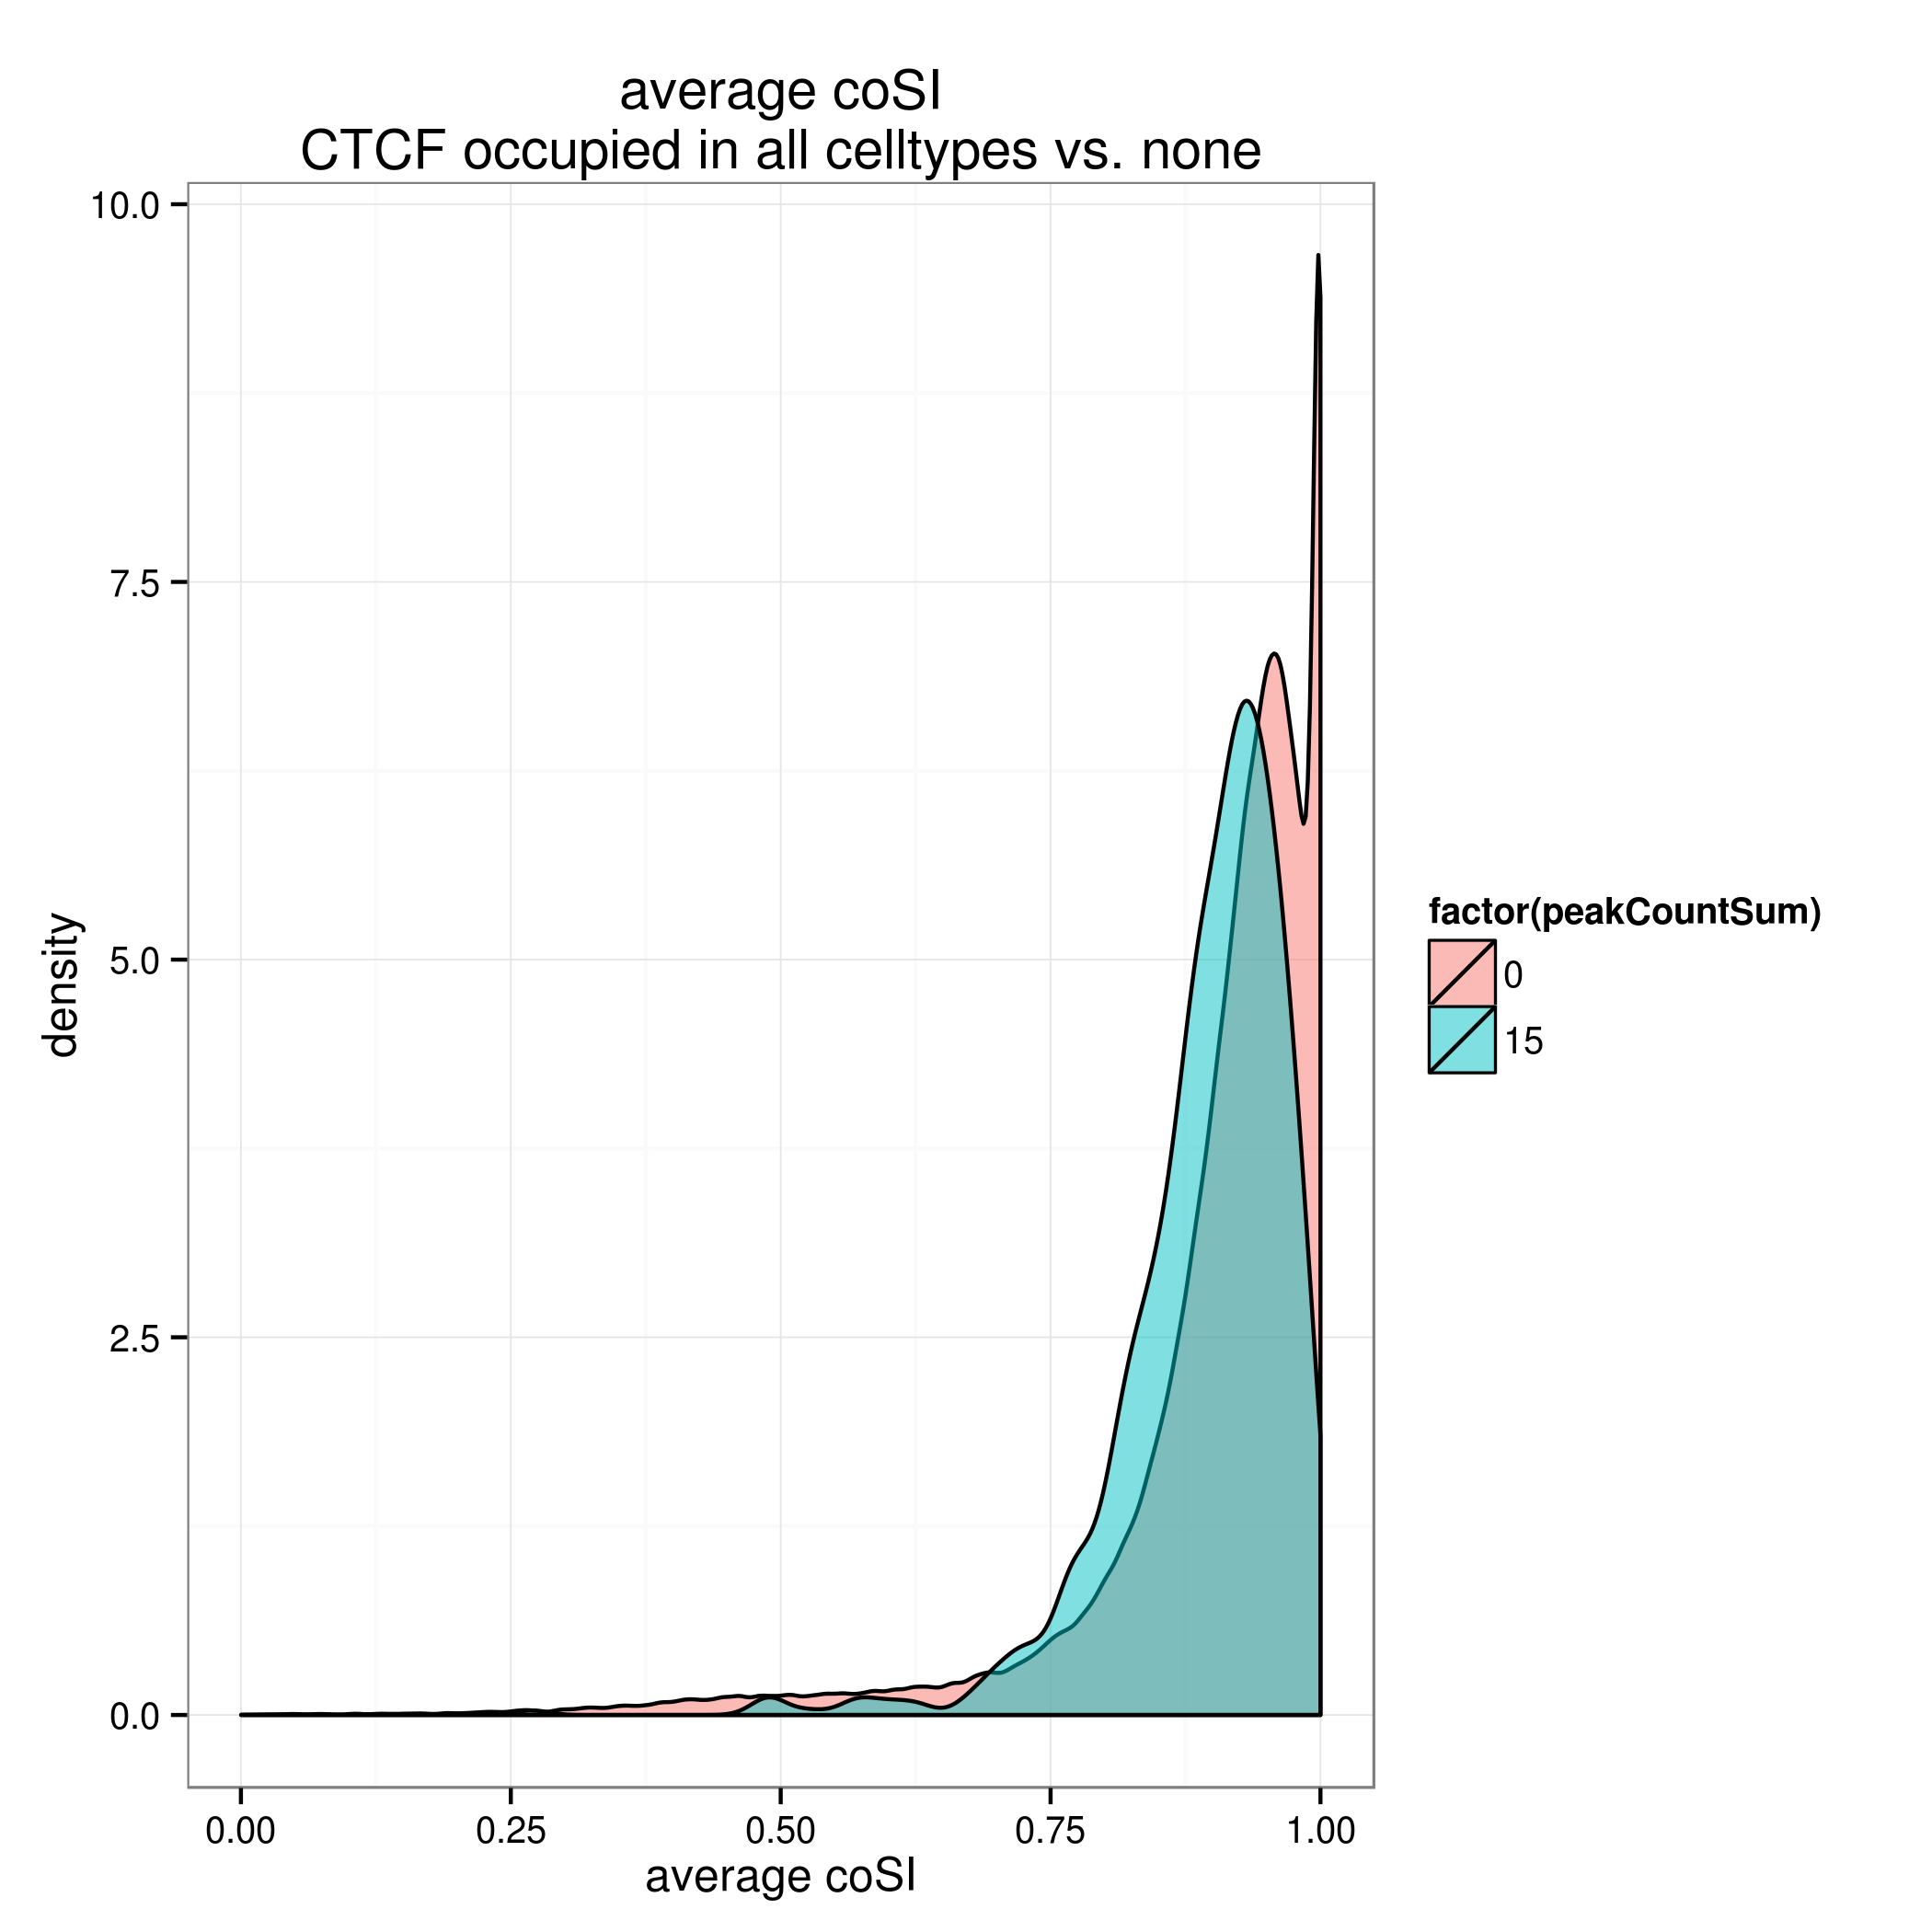 average coSI
CTCF occupied in all celltypes vs. none
10.0
7.5
5.0
2.5
0.0
density
0.00 0.25 0.50 0.75 1.00
average coSI
factor(peakCountSum)
0
15